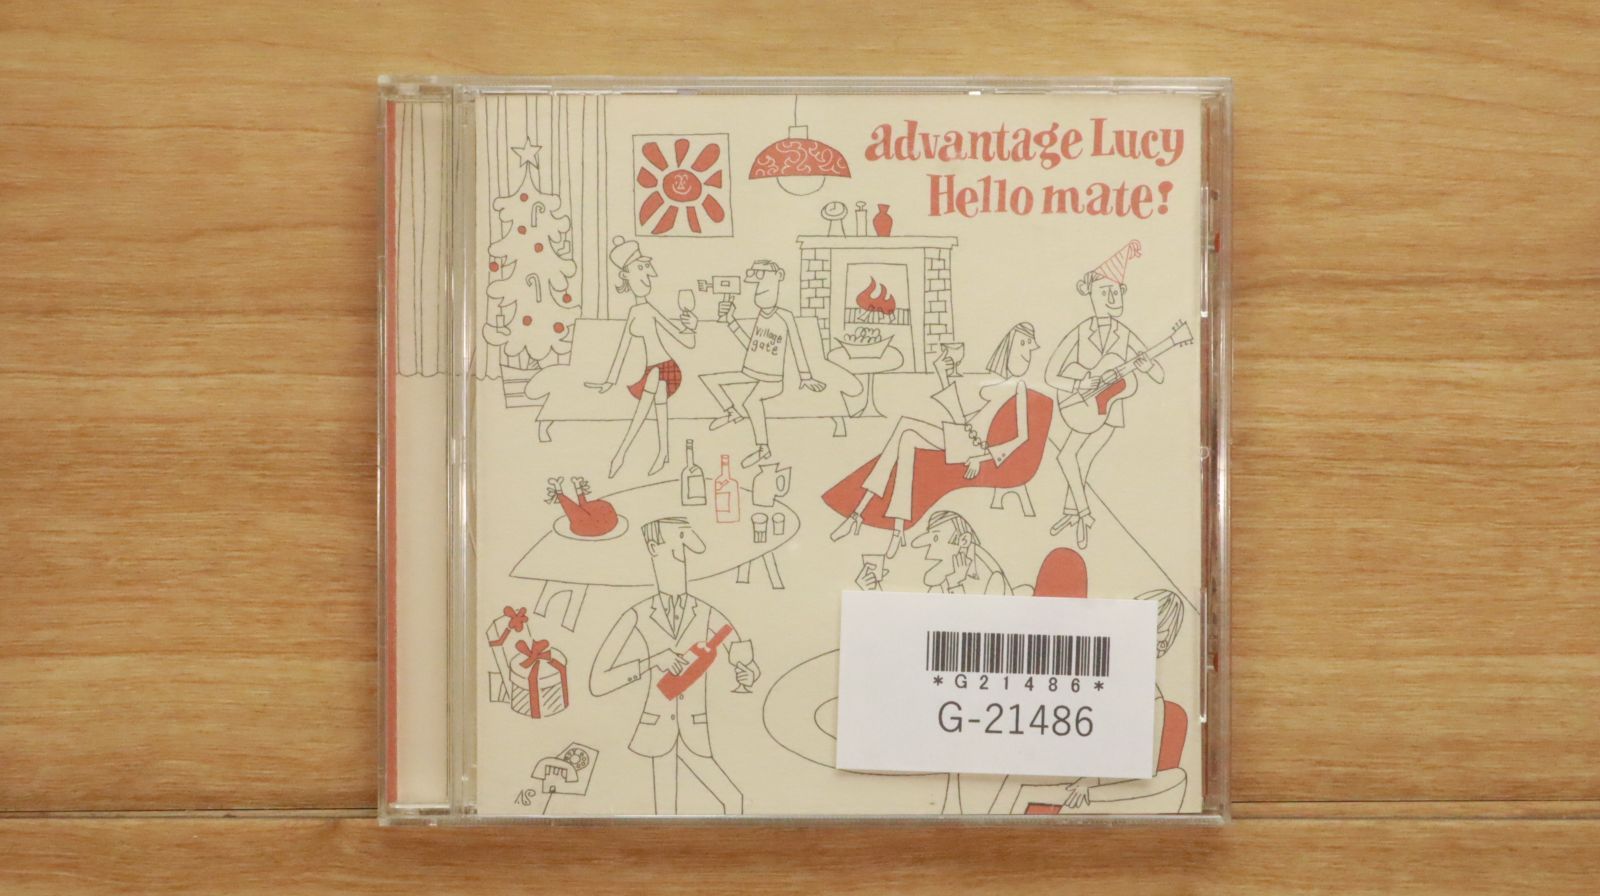 advantage Lucy
Hello mate!
Village
gate
*G21486*
G-21486